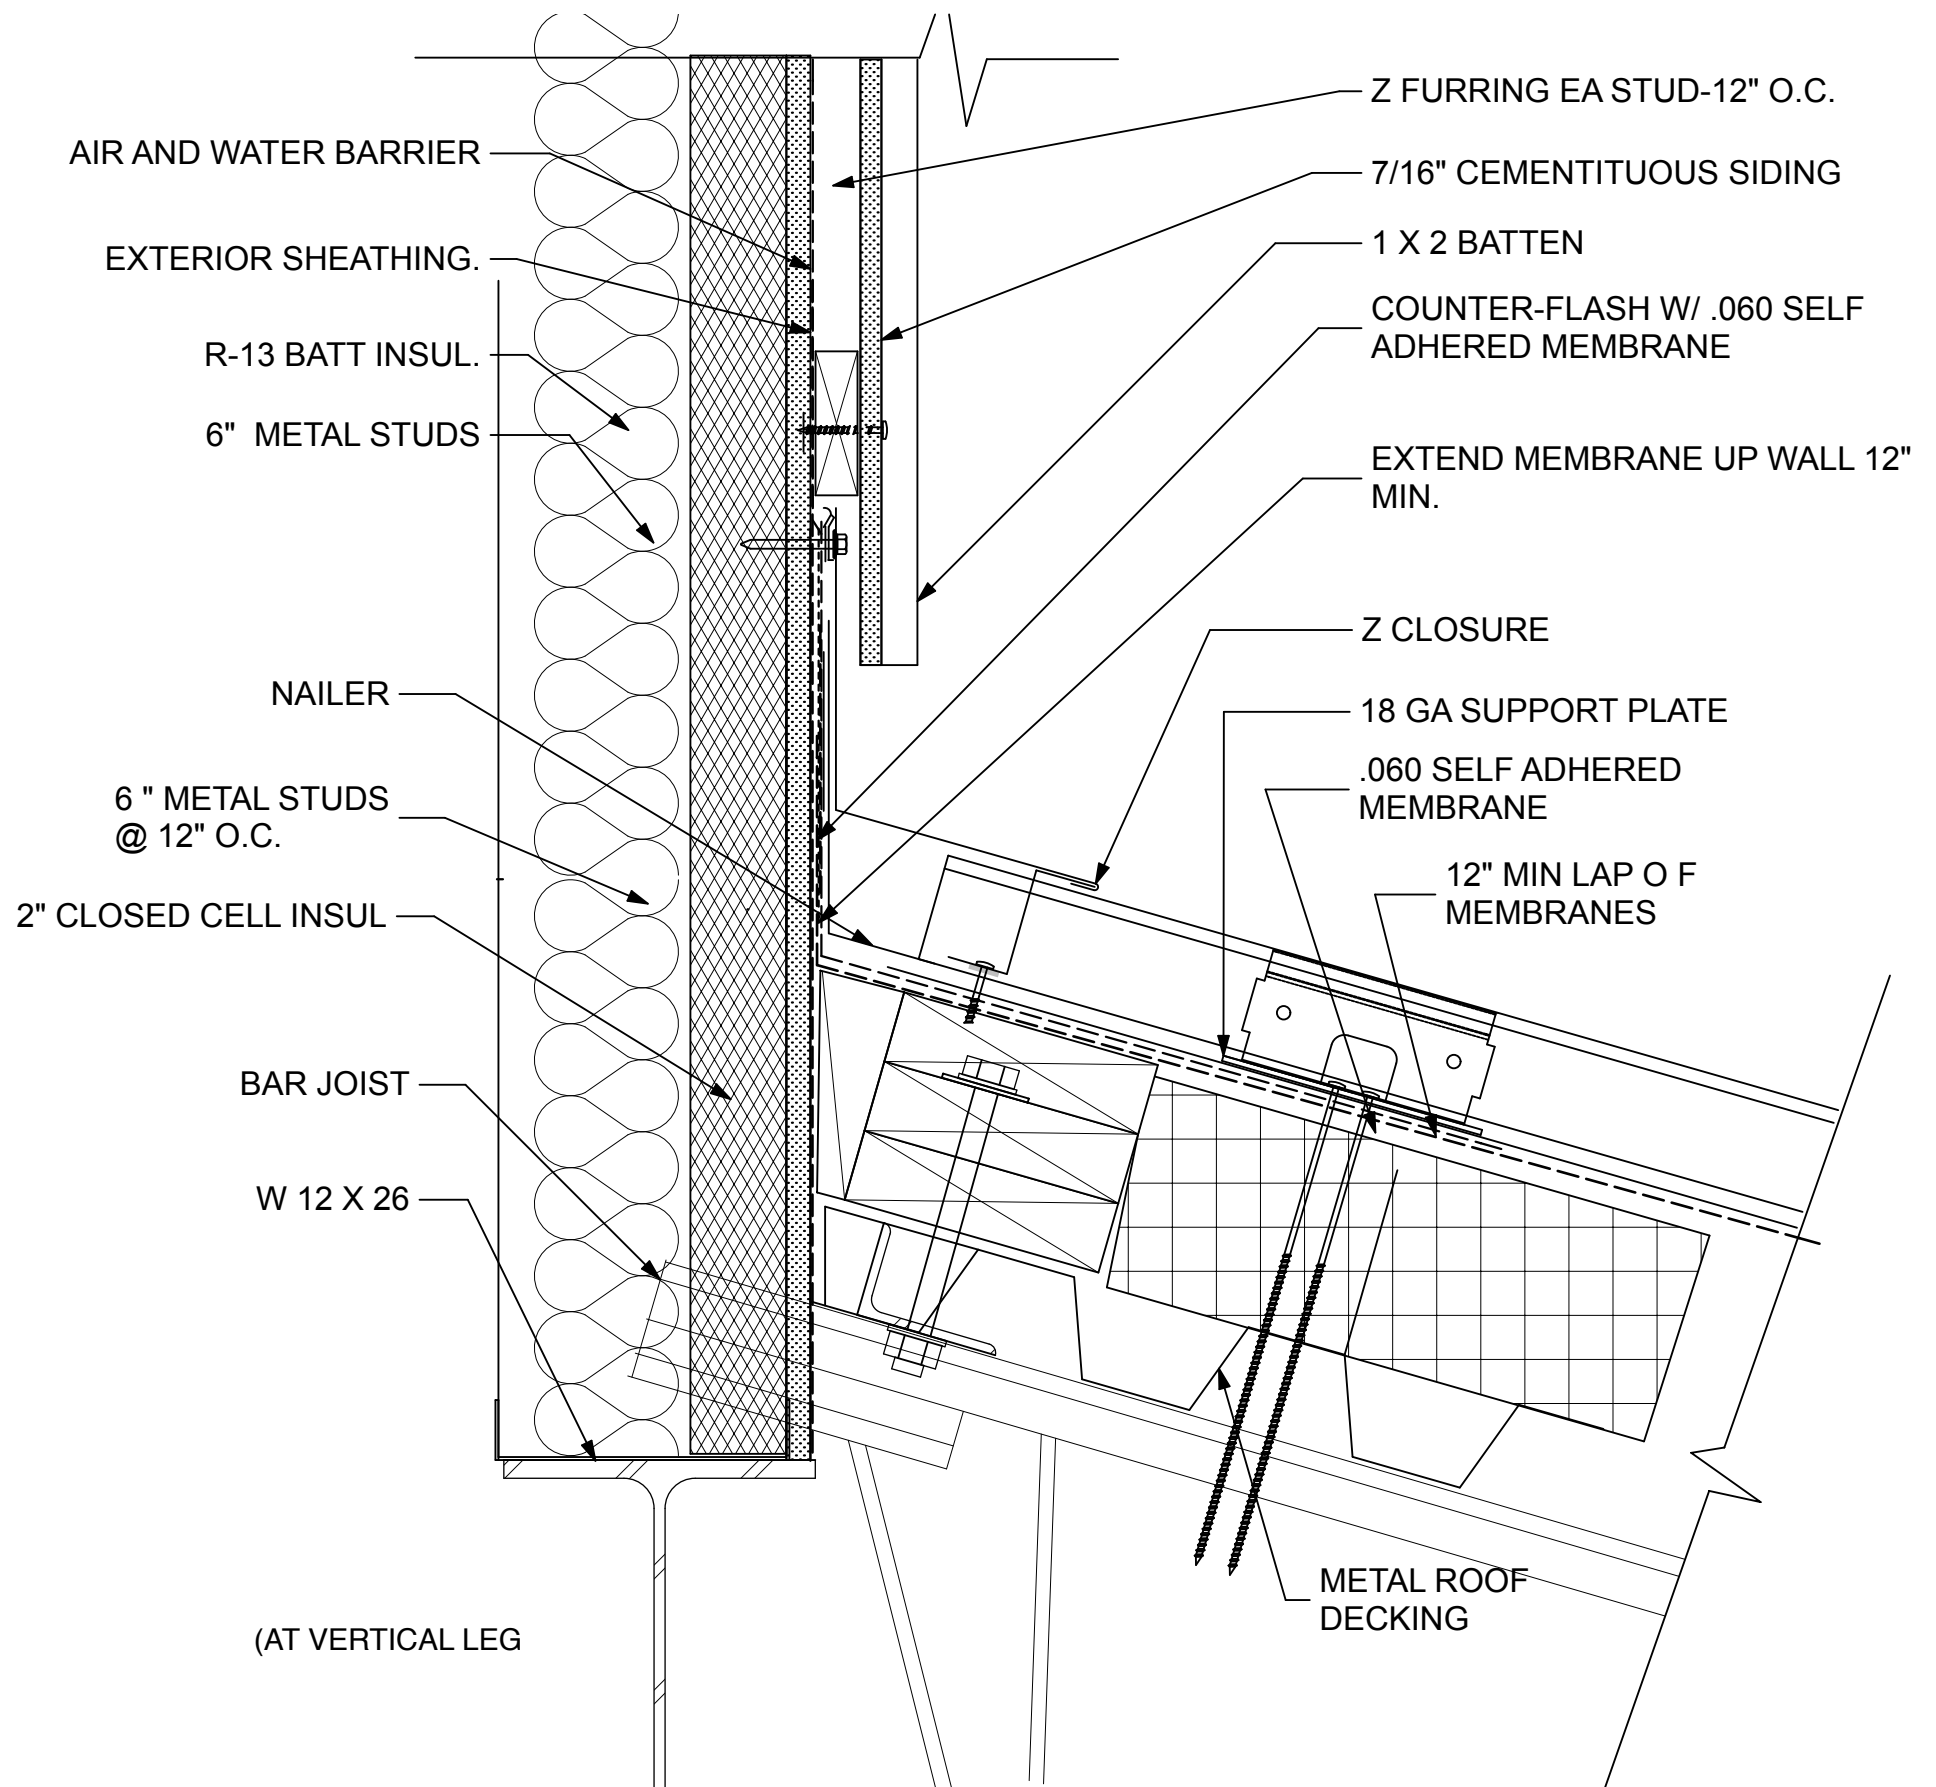 AIR AND WATER BARRIER
EXTERIOR SHEATHING.
R-13 BATT INSUL.
6"  METAL STUDS
NAILER
6 " METAL STUDS
@ 12" O.C.
2" CLOSED CELL INSUL
BAR JOIST
W 12 X 26
(AT VERTICAL LEG
Z FURRING EA STUD-12" O.C.
7/16" CEMENTITUOUS SIDING
1 X 2 BATTEN
COUNTER-FLASH W/ .060 SELF
ADHERED MEMBRANE
EXTEND MEMBRANE UP WALL 12"
MIN.
Z CLOSURE
18 GA SUPPORT PLATE
.060 SELF ADHERED
MEMBRANE
12" MIN LAP O F
MEMBRANES
METAL ROOF
DECKING